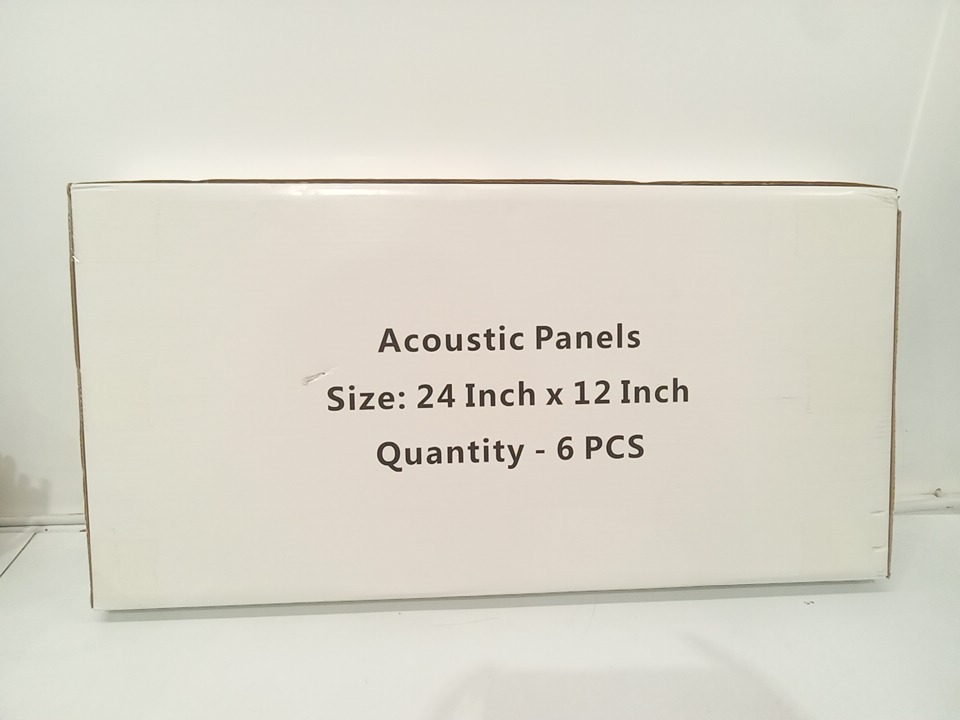 Acoustic Panels
Size: 24 Inch x 12 Inch
Quantity - 6 PCS